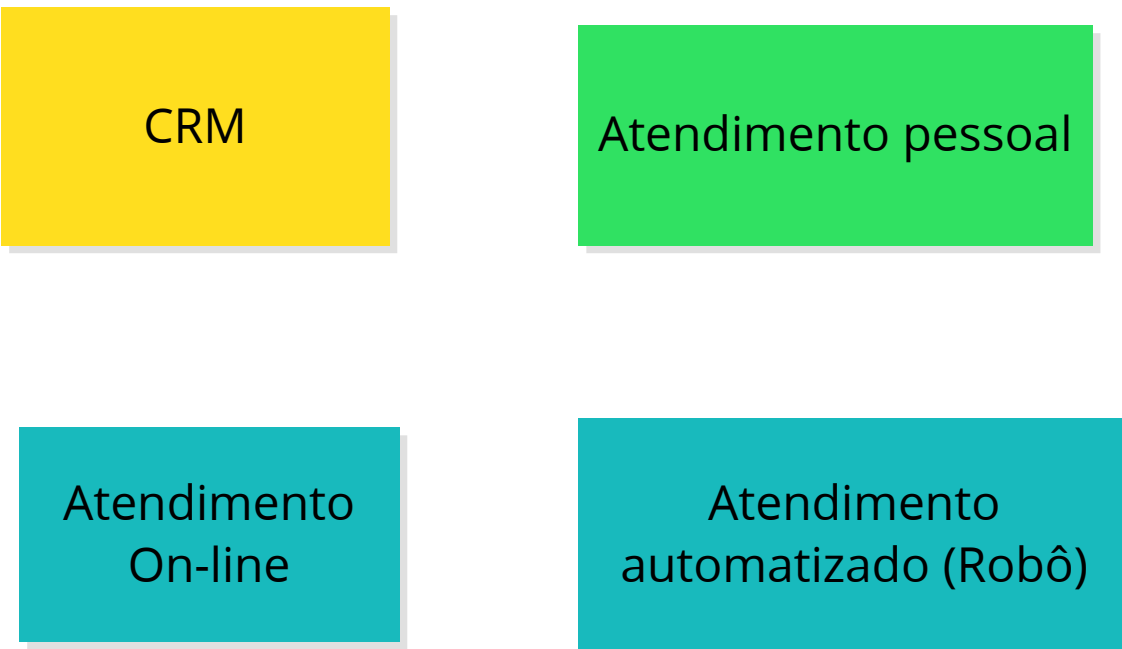 CRM
Atendimento pessoal
Atendimento
On-line
Atendimento
automatizado (Robô)